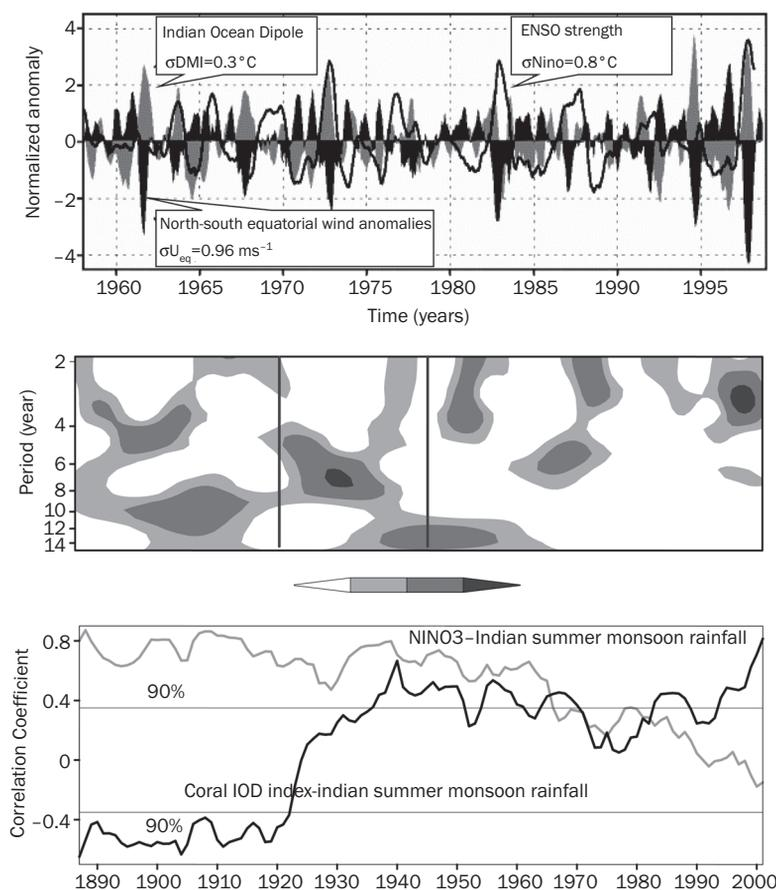 4
2
0
−2
−4
Normalized anomaly
Indian Ocean Dipole
σDMI=0.3°C
ENSO strength
σNino=0.8°C
North-south equatorial wind anomalies
σUeq=0.96 ms−1
1960 1965 1970 1975 1980 1985 1990 1995
Time (years)
2
4
6
8
10
12
14
Period (year)
0.8
0.4
0
−0.4
Correlation Coefficient
NINO3–Indian summer monsoon rainfall
90%
Coral IOD index-indian summer monsoon rainfall
90%
1890 1900 1910 1920 1930 1940 1950 1960 1970 1980 1990 2000